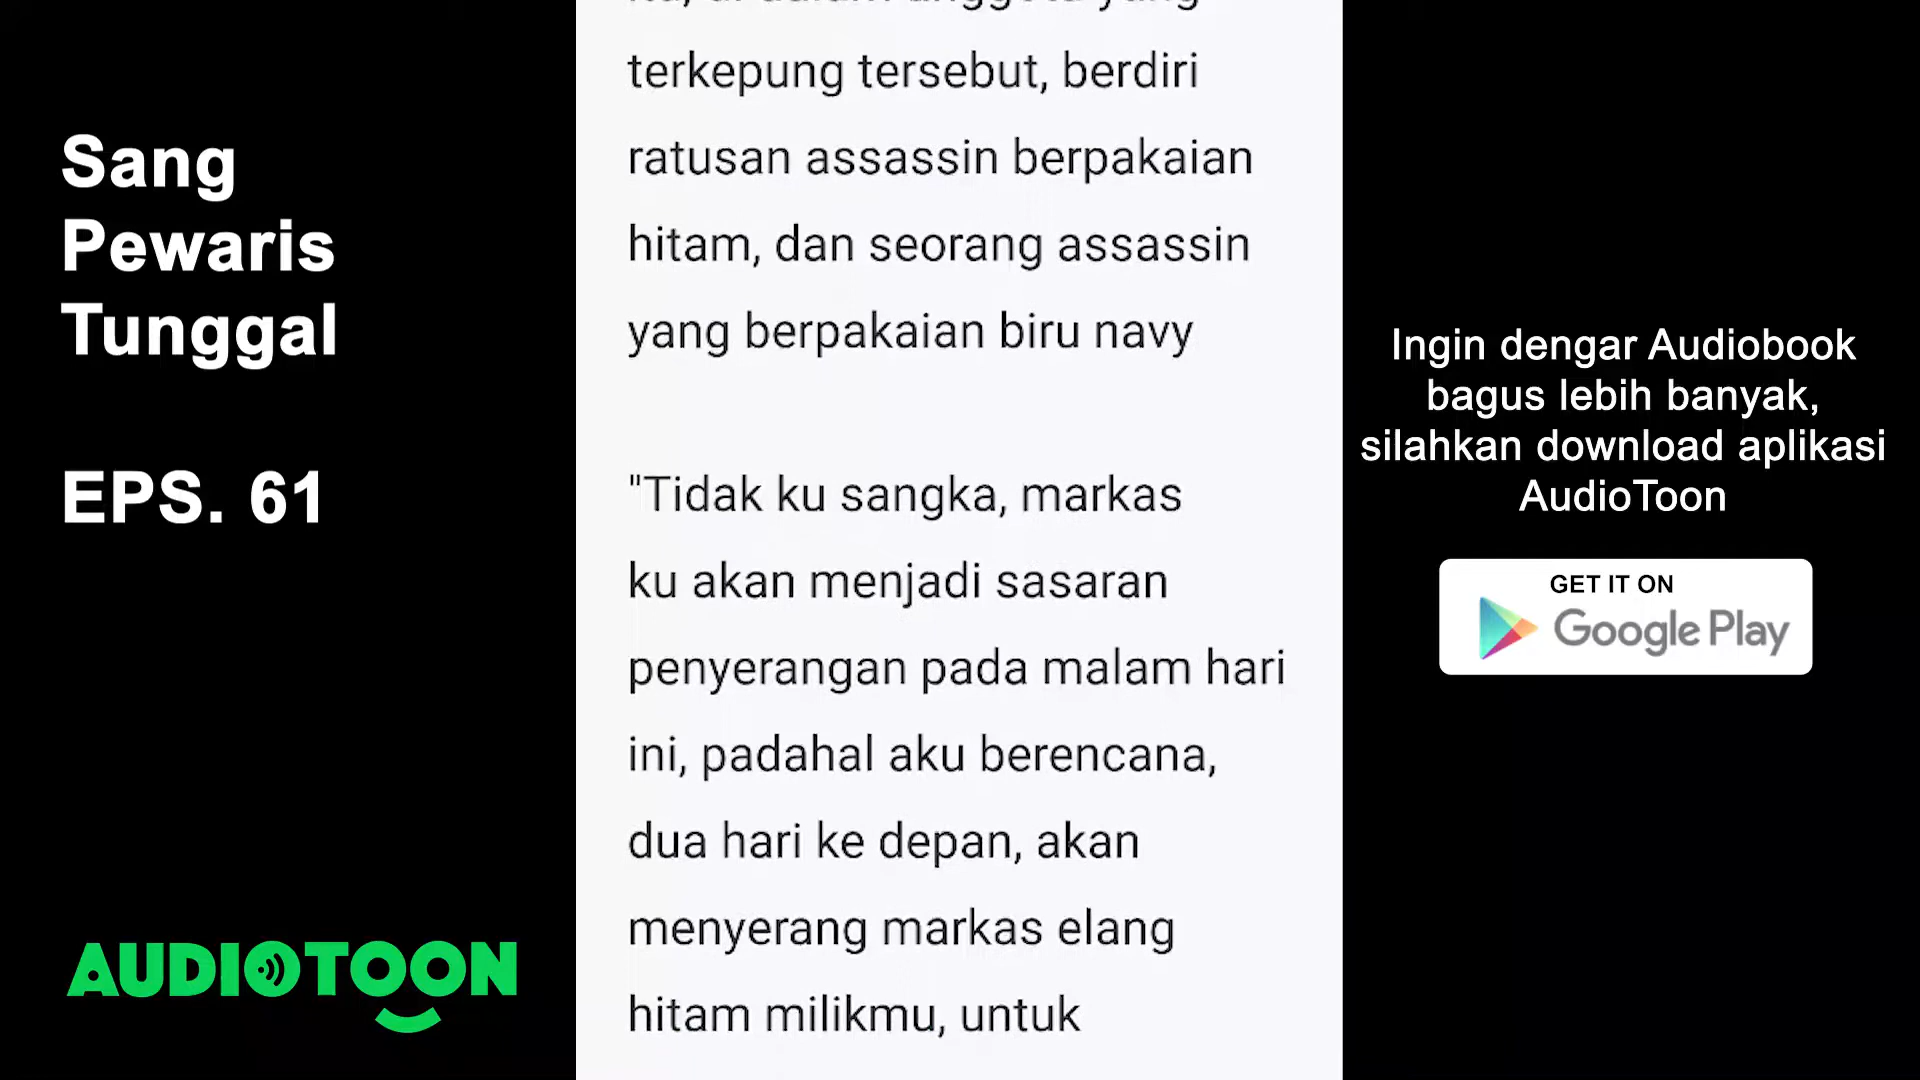 Sang
Pewaris
Tunggal
EPS. 61
AUDIOTOON
terkepung tersebut, berdiri
ratusan assassin berpakaian
hitam, dan seorang assassin
yang berpakaian biru navy
"Tidak ku sangka, markas
ku akan menjadi sasaran
penyerangan pada malam hari
ini, padahal aku berencana,
dua hari ke depan, akan
menyerang markas elang
hitam milikmu, untuk
Ingin dengar Audiobook
bagus lebih banyak,
silahkan download aplikasi
AudioToon
GET IT ON
Google Play